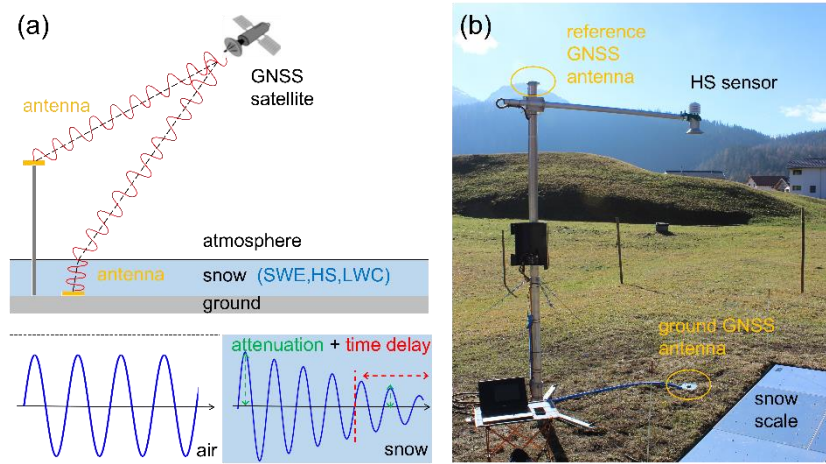 (a)
GNSS
satellite
antenna
atmosphere
antenna
snow (SWE,HS,LWC)
ground
attenuation + time delay
air
snow
(b)
reference
GNSS
antenna
HS sensor
ground GNSS
antenna
snow
scale